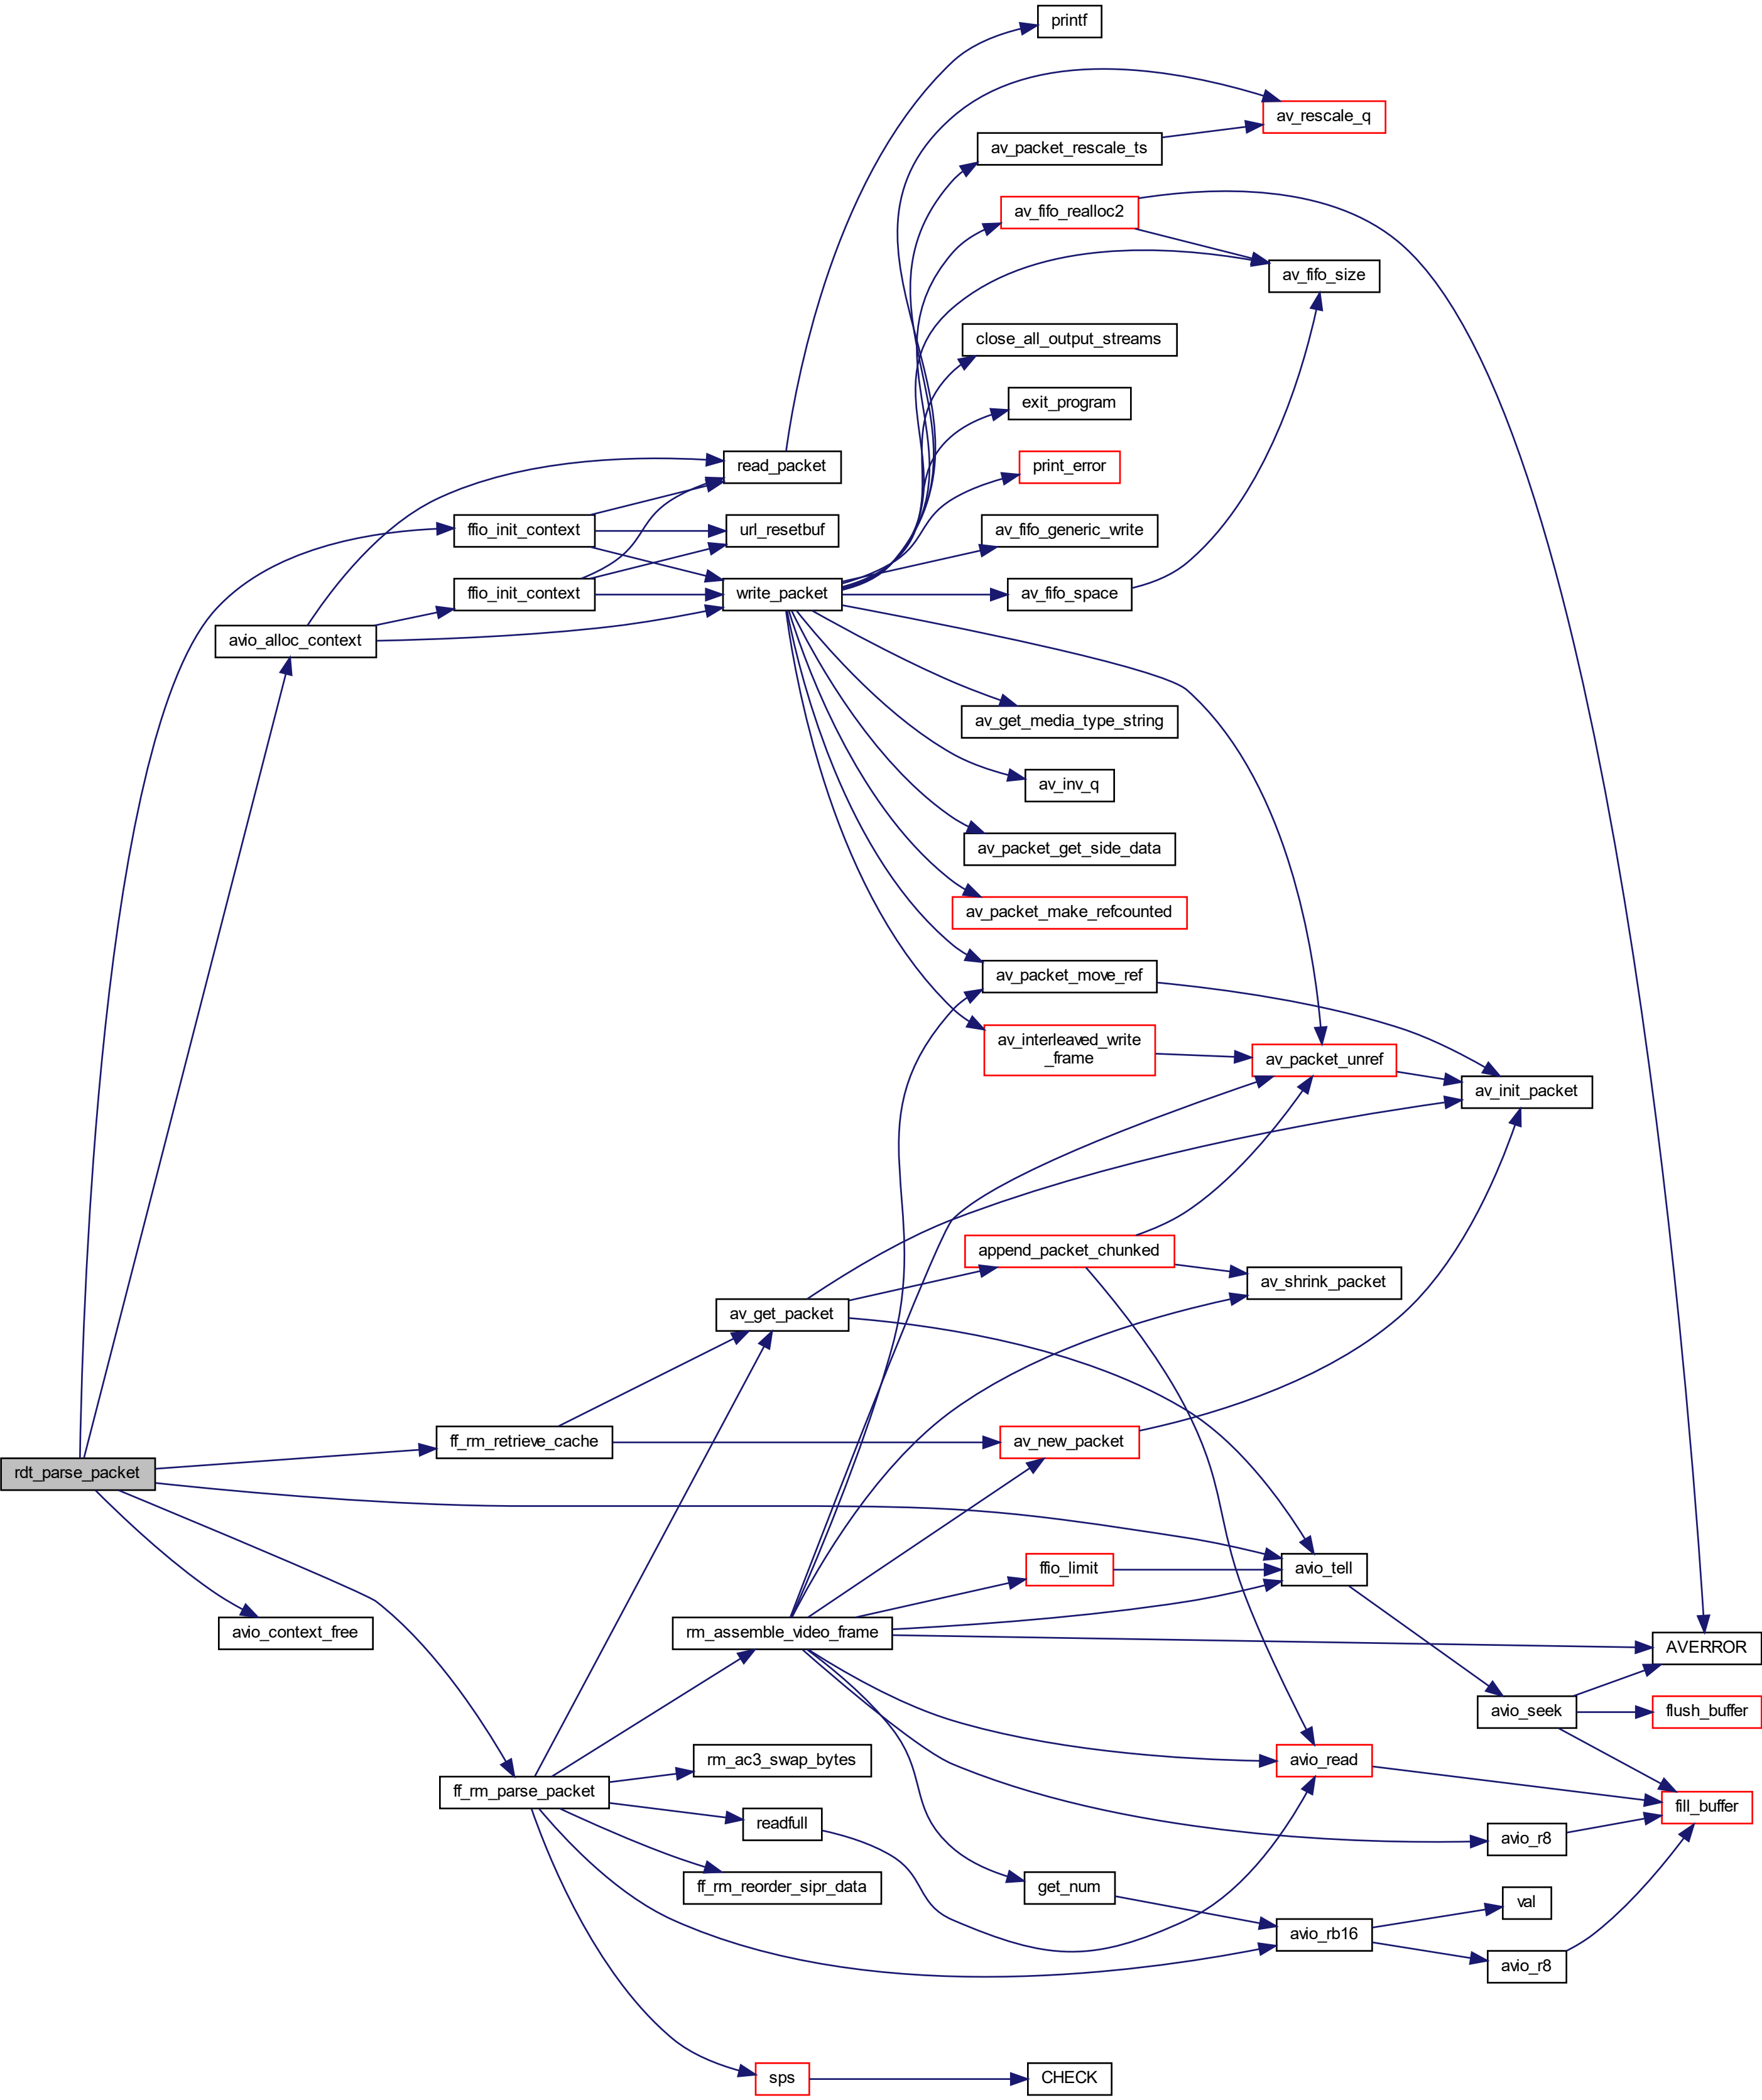 printf
av_rescale_q
av_packet_rescale_ts
av_fifo_realloc2
av_fifo_size
close_all_output_streams
exit_program
read_packet
print_error
ffio_init_context
url_resetbuf
av_fifo_generic_write
ffio_init_context
write_packet
av_fifo_space
avio_alloc_context
av_get_media_type_string
av_inv_q
av_packet_get_side_data
av_packet_make_refcounted
av_packet_move_ref
av_interleaved_write
_frame
av_packet_unref
av_init_packet
append_packet_chunked
av_shrink_packet
av_get_packet
ff_rm_retrieve_cache
av_new_packet
rdt_parse_packet
ffio_limit
avio_tell
avio_context_free
rm_assemble_video_frame
AVERROR
avio_seek
flush_buffer
rm_ac3_swap_bytes
avio_read
ff_rm_parse_packet
fill_buffer
readfull
avio_r8
ff_rm_reorder_sipr_data
get_num
val
avio_rb16
avio_r8
sps
CHECK